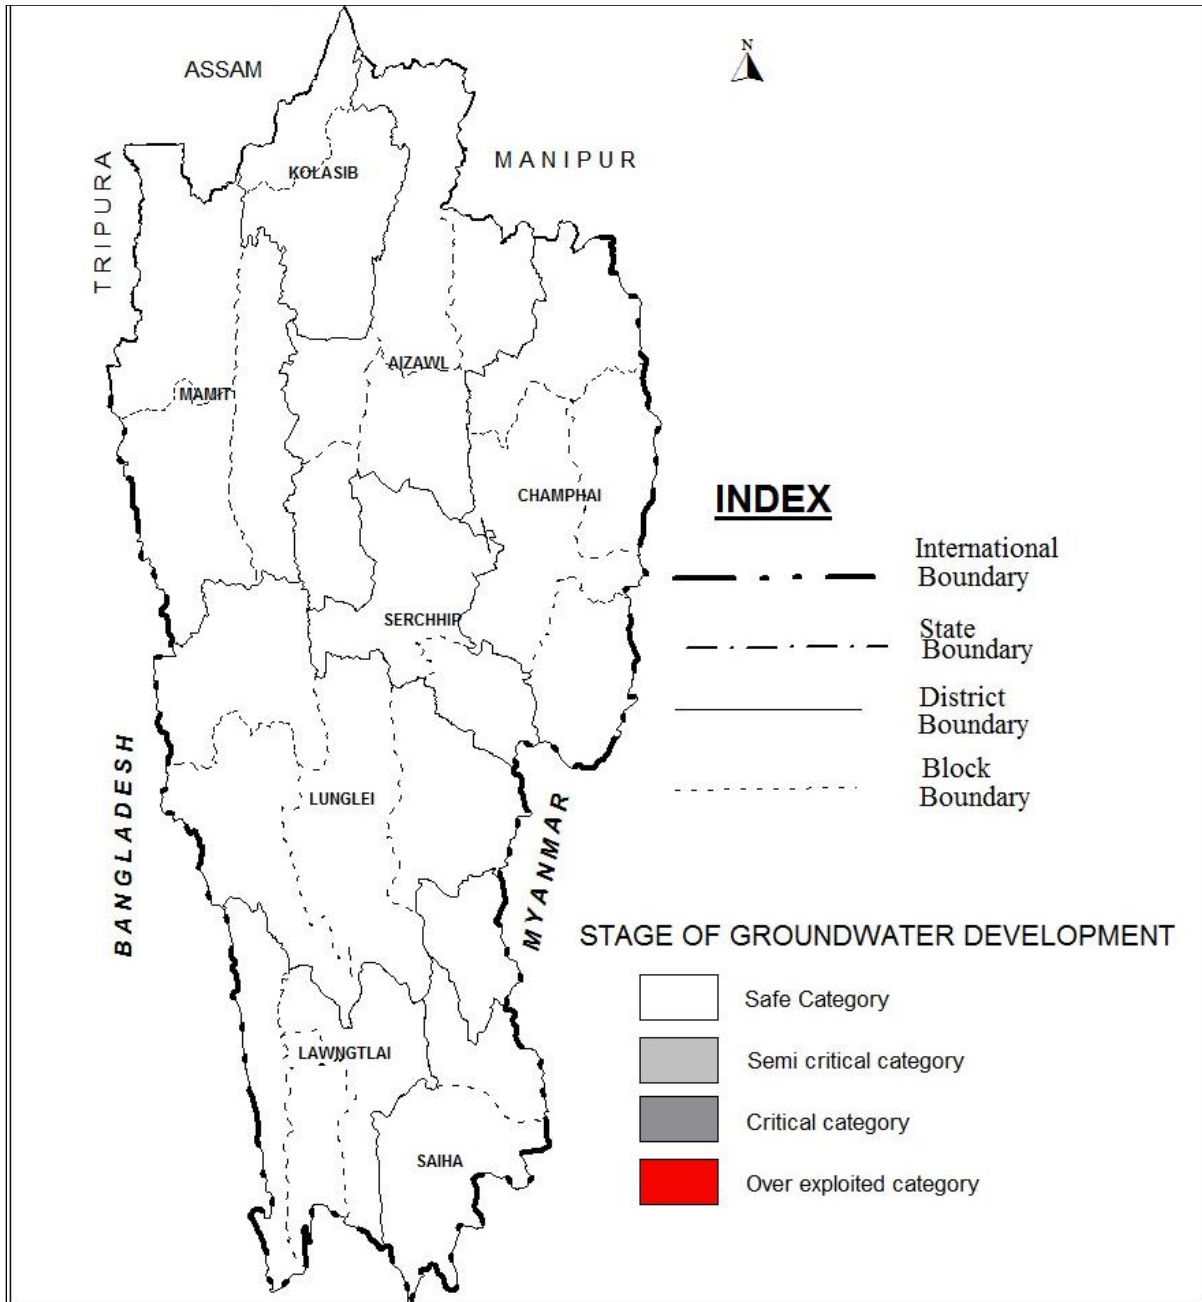 N
ASSAM
MANIPUR
TRIPURA
KOLASIB
AIZAWL
MAMIT
CHAMPHAI
SERCHHIP
LUNGLEI
LAWNGTLAI
SAIHA
BANGLADESH
MYANMAR
INDEX
International
Boundary
State
Boundary
District
Boundary
Block
Boundary
STAGE OF GROUNDWATER DEVELOPMENT
Safe Category
Semi critical category
Critical category
Over exploited category